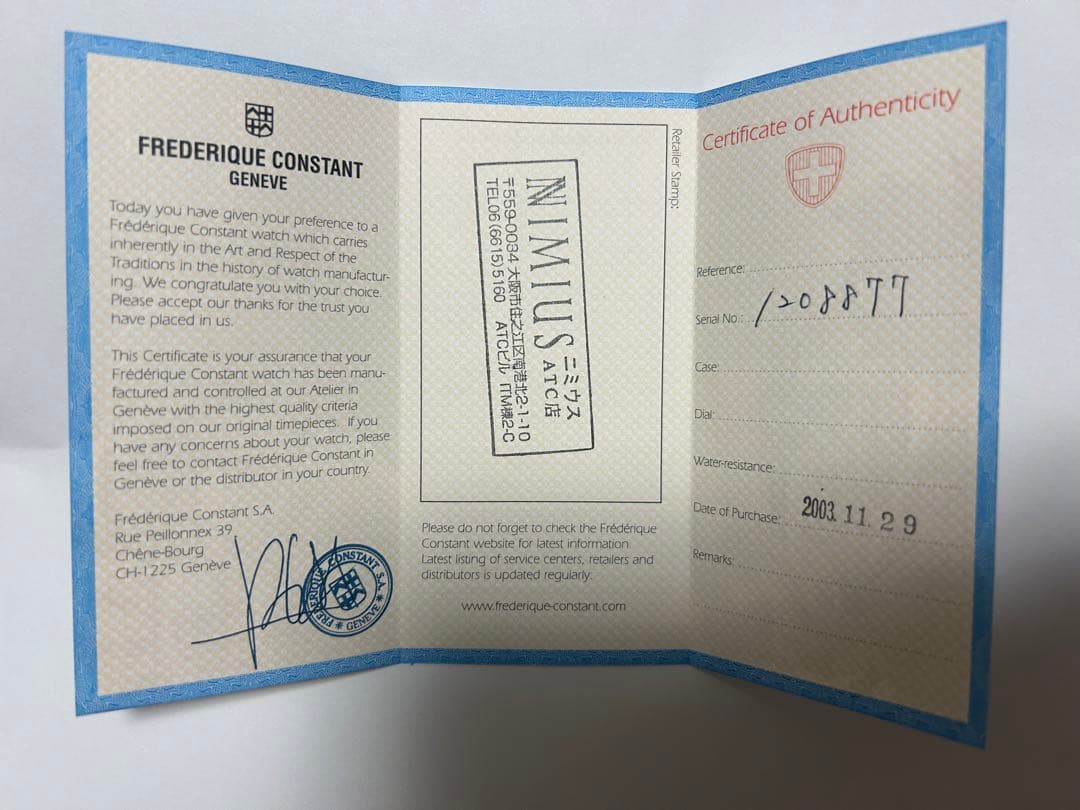 FREDERIQUE CONSTANT
GENEVE
Today you have given your preference to a
Frédérique Constant watch which carries
inherently in the Art and Respect of the
Traditions in the history of watch manufactur-
ing. We congratulate you with your choice.
Please accept our thanks for the trust you
have placed in us.
This Certificate is your assurance that your
Frédérique Constant watch has been manu-
factured and controlled at our Atelier in
Genève with the highest quality criteria
imposed on our original timepieces. If you
have any concerns about your watch, please
feel free to contact Frédérique Constant in
Genève or the distributor in your country.
Frédérique Constant S.A.
Rue Peillonnex 39
Chêne-Bourg
CH-1225 Genève
FRÉDÉRIQUE CONSTANT S.A.
GENEVE
Retailer Stamp:
NIMIUS ニミウス
ATC店
〒559-0034 大阪市住之江区南港北2-1-10
TEL06(6615)5160 ATCビル ITM棟2-C
Please do not forget to check the Frédérique
Constant website for latest information.
Latest listing of service centers, retailers and
distributors is updated regularly.
www.frederique-constant.com
Certificate of Authenticity
Reference:
Serial No.: 1208877
Case:
Dial:
Water-resistance:
Date of Purchase: 2003.11.29
Remarks: